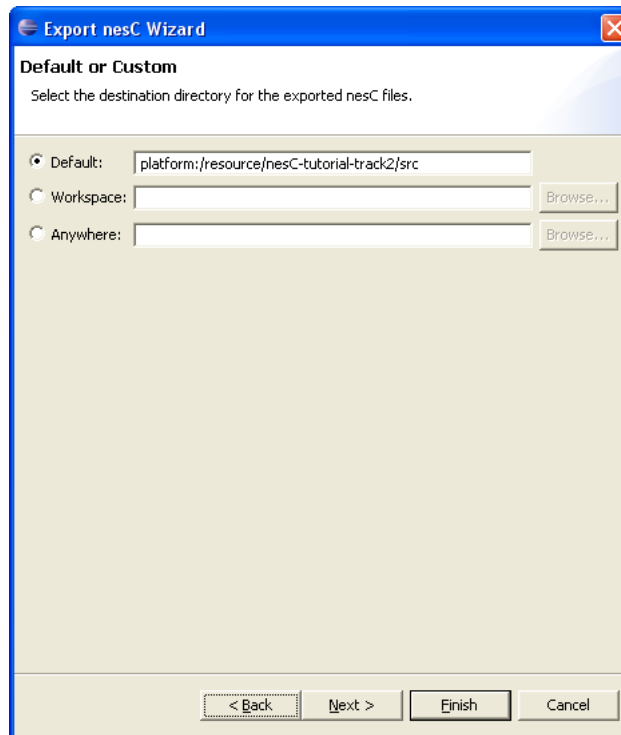 Export nesC Wizard
Default or Custom
Select the destination directory for the exported nesC files.
Default: platform:/resource/nesC-tutorial-track2/src
Workspace: Browse...
Anywhere: Browse...
< Back Next > Finish Cancel